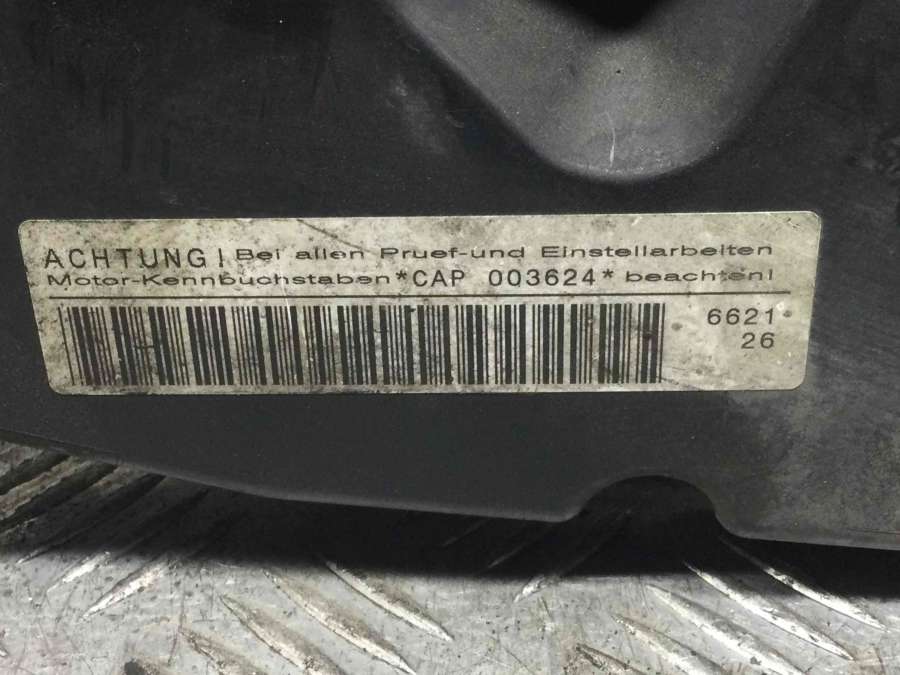 ACHTUNG! Bei allen Pruef-und Einstellarbeiten
Motor-Kennbuchstaben *CAP 003624* beachten!
6621
26